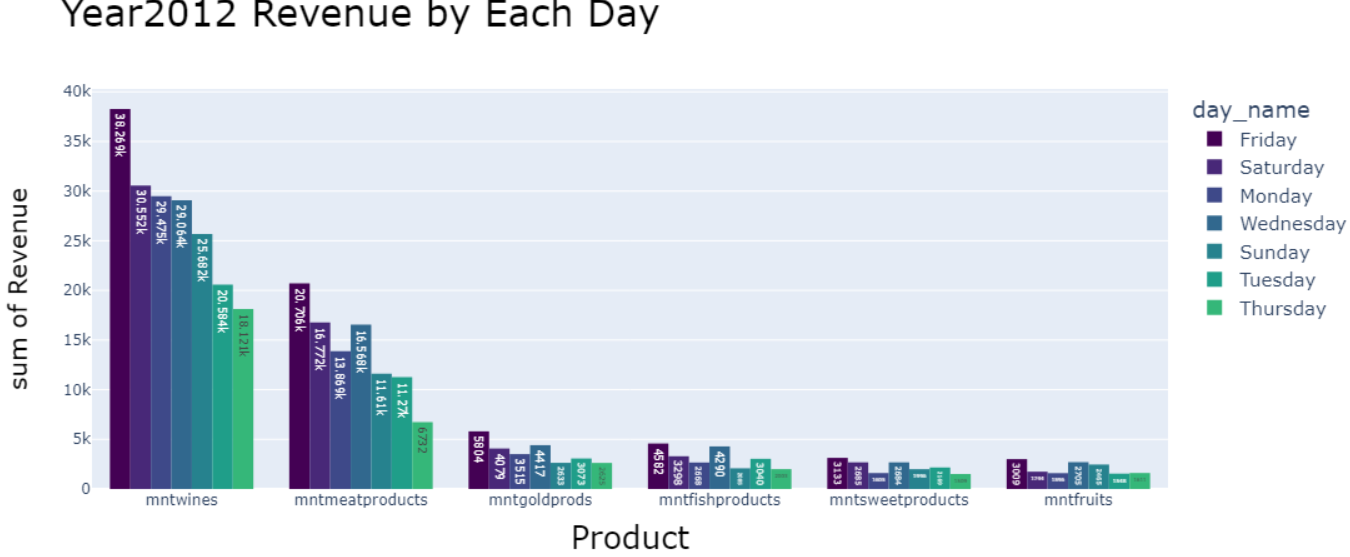 Year2012 Revenue by Each Day
sum of Revenue
40k
35k
30k
25k
20k
15k
10k
5k
0
38.269k
30.552k
29.475k
29.064k
25.682k
20.584k
18.121k
20.706k
16.772k
13.869k
16.568k
11.61k
11.27k
6732
5804
4079
3515
4417
2633
3073
4582
3298
2668
4290
3040
3133
2685
2684
3009
2705
mntwines
mntmeatproducts
mntgoldprods
mntfishproducts
mntsweetproducts
mntfruits
Product
day_name
Friday
Saturday
Monday
Wednesday
Sunday
Tuesday
Thursday